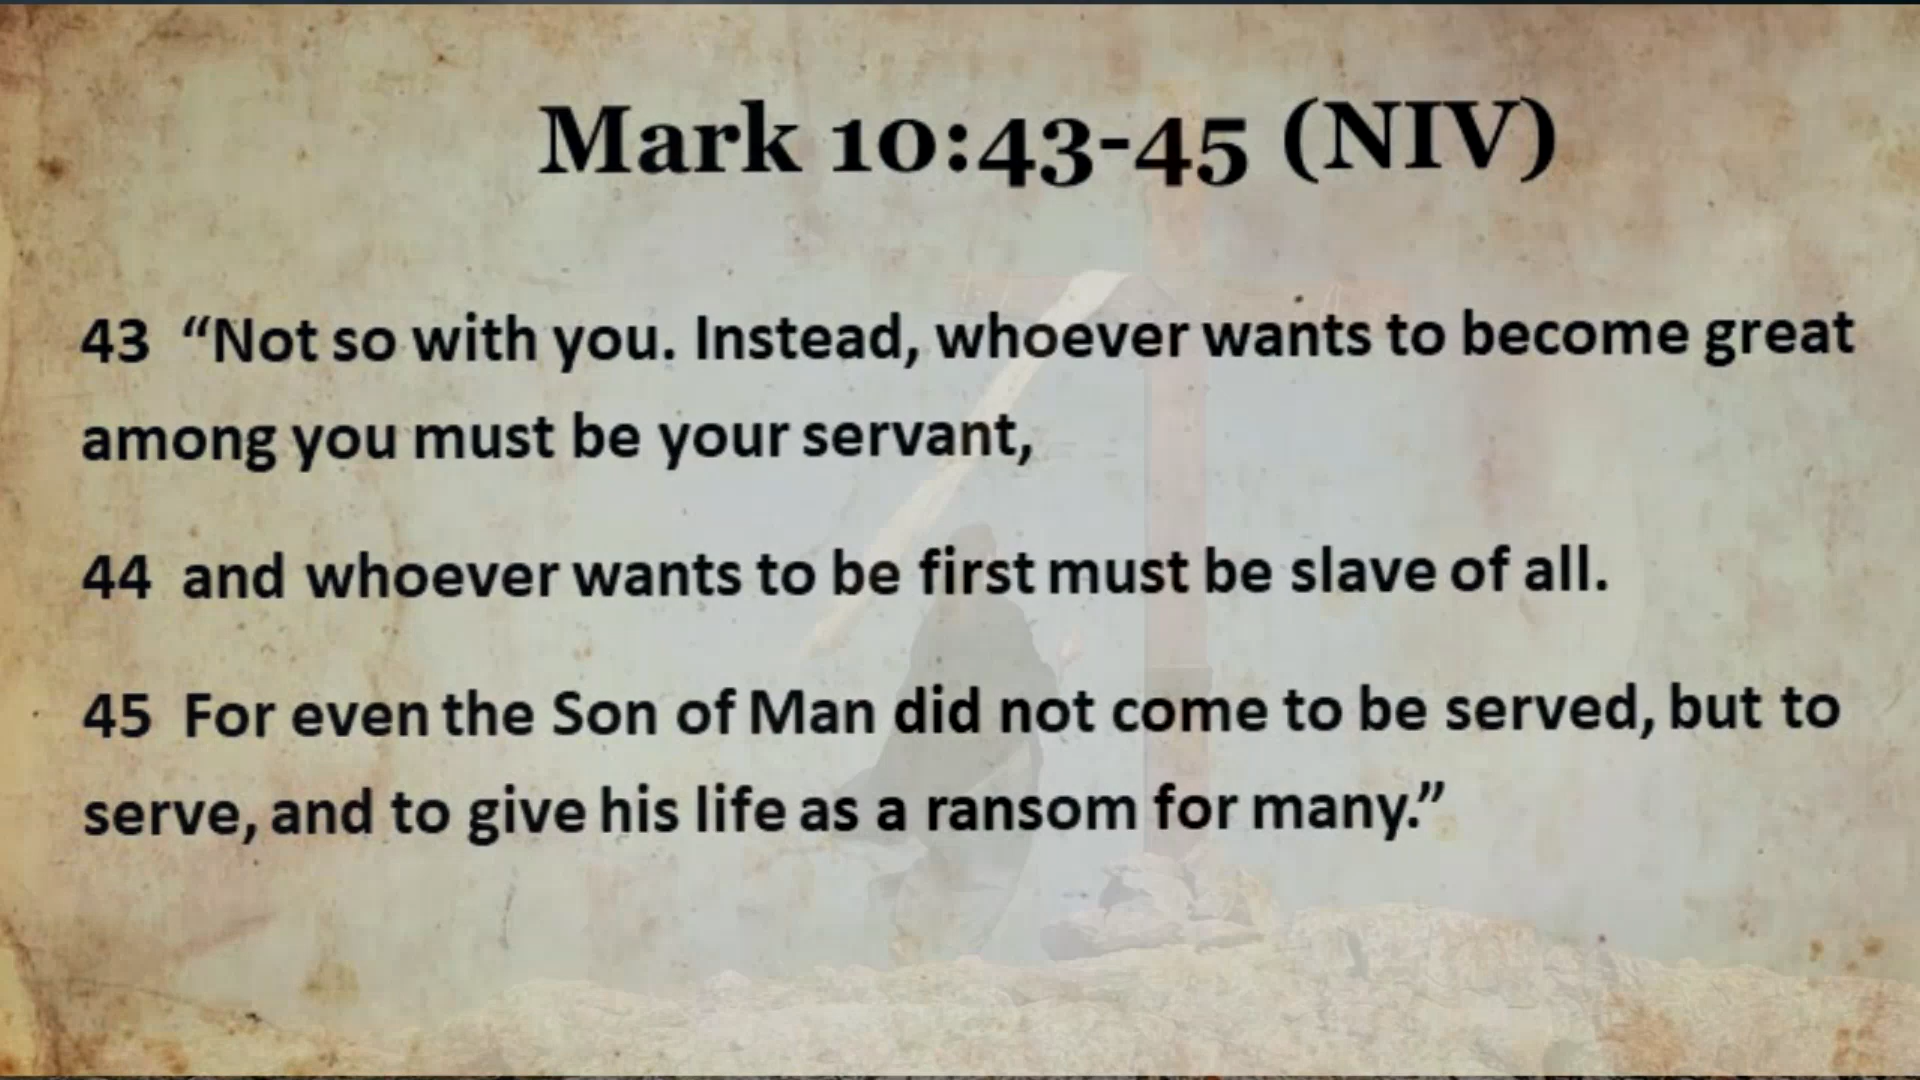 Mark 10:43-45 (NIV)
43 “Not so with you. Instead, whoever wants to become great
among you must be your servant,
44 and whoever wants to be first must be slave of all.
45 For even the Son of Man did not come to be served, but to
serve, and to give his life as a ransom for many.”